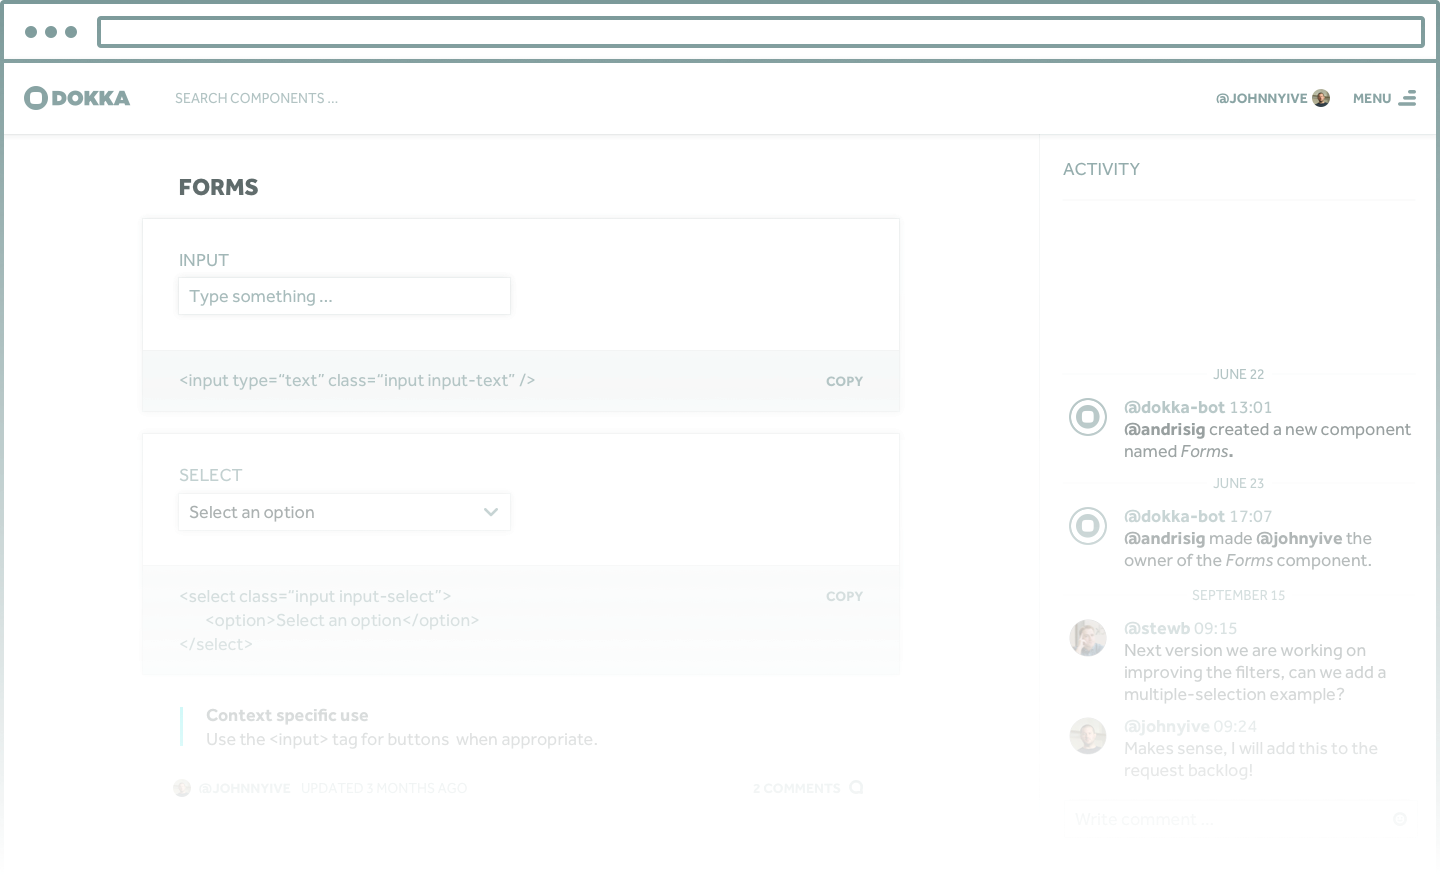 DOKKA
SEARCH COMPONENTS ...
@JOHNNYIVE
MENU
FORMS
INPUT
Type something ...
<input type=“text” class=“input input-text” />
COPY
SELECT
Select an option
<select class=“input input-select”>
<option>Select an option</option>
</select>
COPY
Context specific use
Use the <input> tag for buttons when appropriate.
@JOHNNYIVE UPDATED 3 MONTHS AGO
2 COMMENTS
ACTIVITY
JUNE 22
@dokka-bot 13:01
@andrisig created a new component
named Forms.
JUNE 23
@dokka-bot 17:07
@andrisig made @johnyive the
owner of the Forms component.
SEPTEMBER 15
@stewb 09:15
Next version we are working on
improving the filters, can we add a
multiple-selection example?
@johnyive 09:24
Makes sense, I will add this to the
request backlog!
Write comment ...